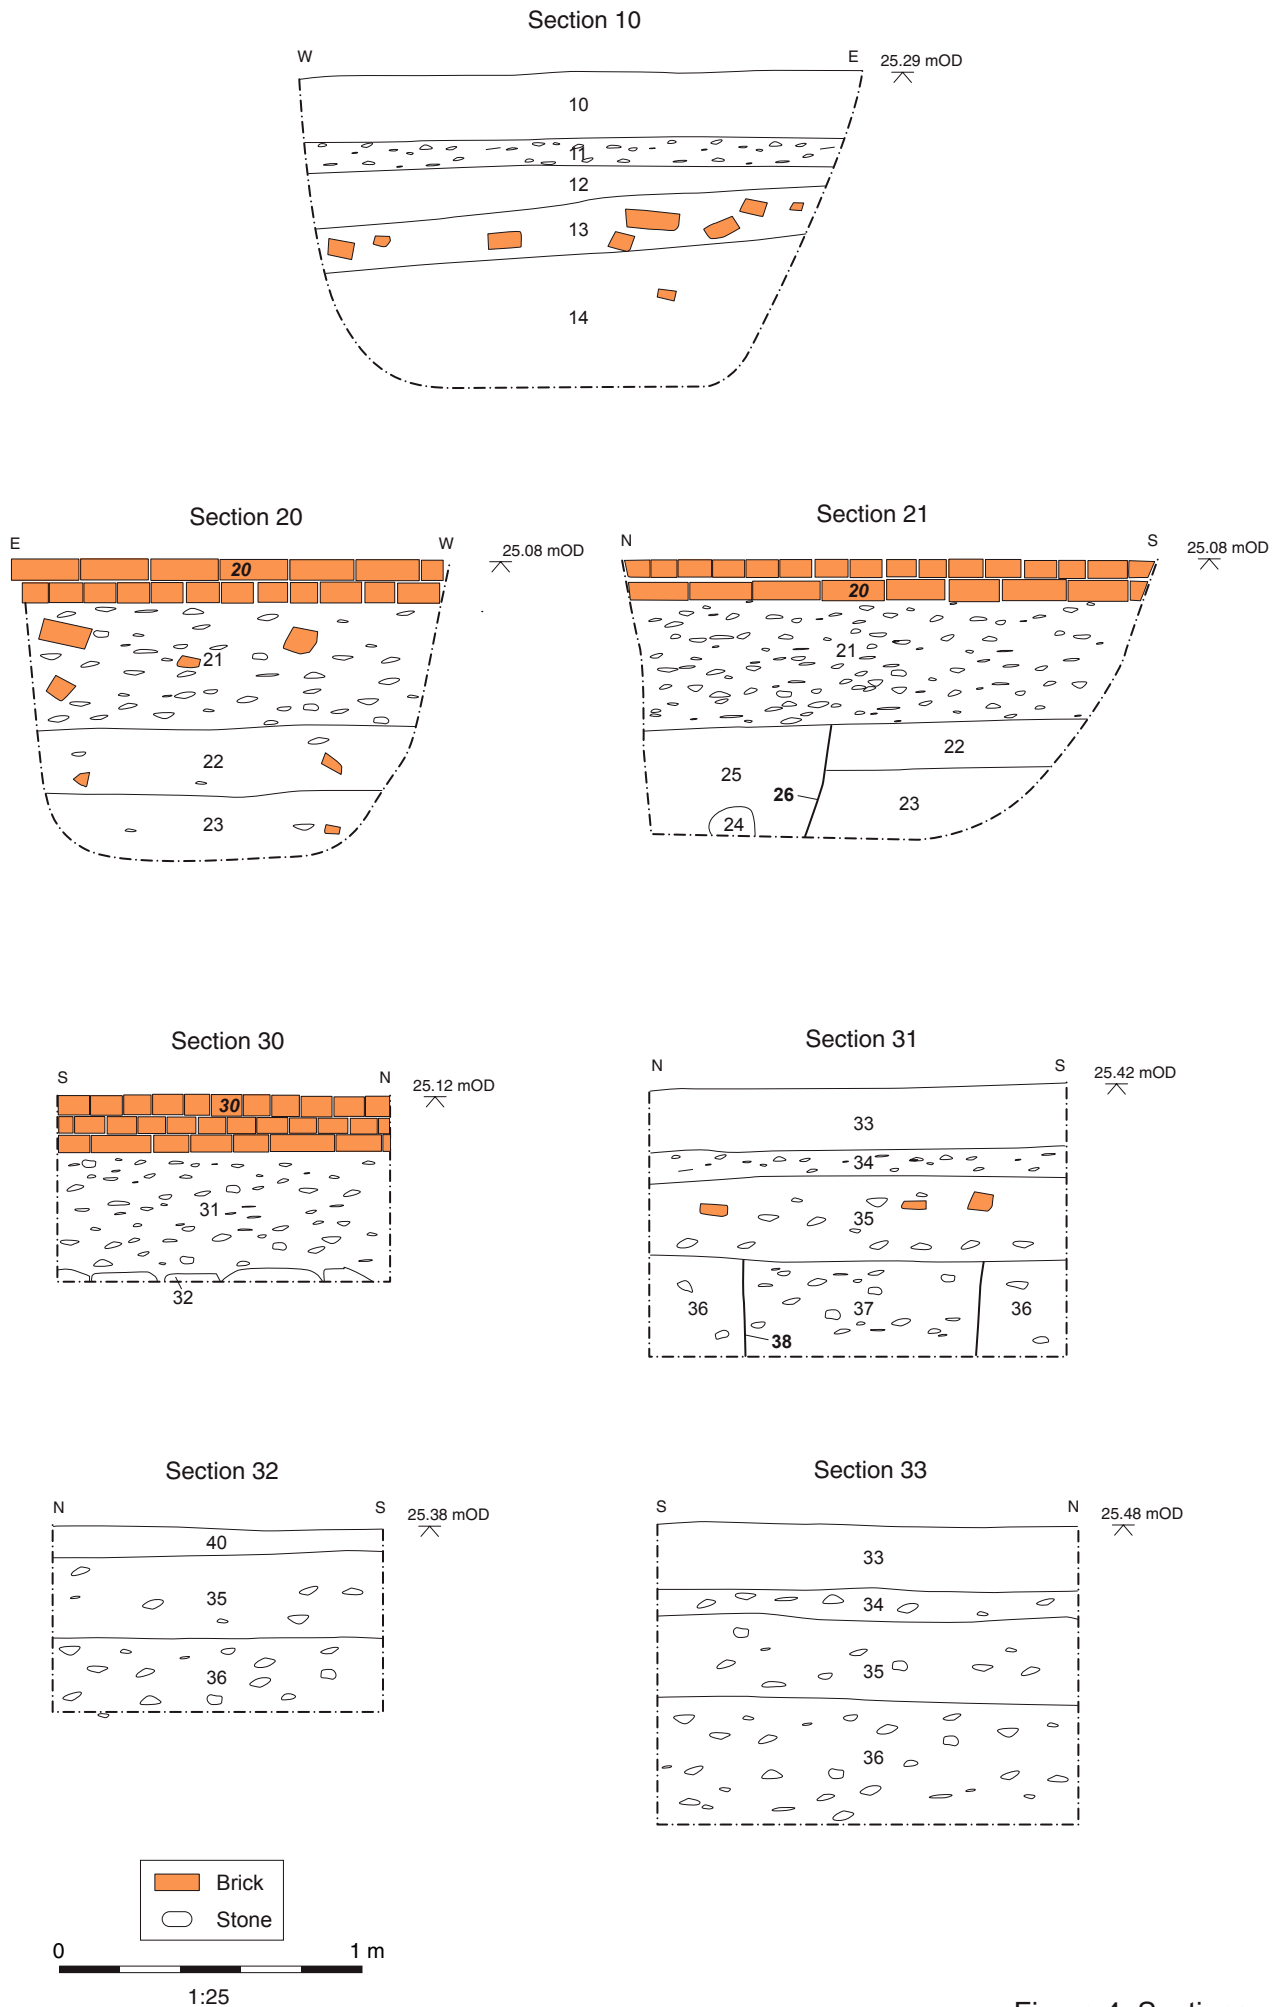 Section 10
W E 25.29 mOD
10
11
12
13
14
Section 20
E W 25.08 mOD
20
21
22
23
Section 21
N S 25.08 mOD
20
21
22
25
26
23
24
Section 30
S N 25.12 mOD
30
31
32
Section 31
N S 25.42 mOD
33
34
35
36 37 36
38
Section 32
N S 25.38 mOD
40
35
36
Section 33
S N 25.48 mOD
33
34
35
36
Brick
Stone
0 1 m
1:25